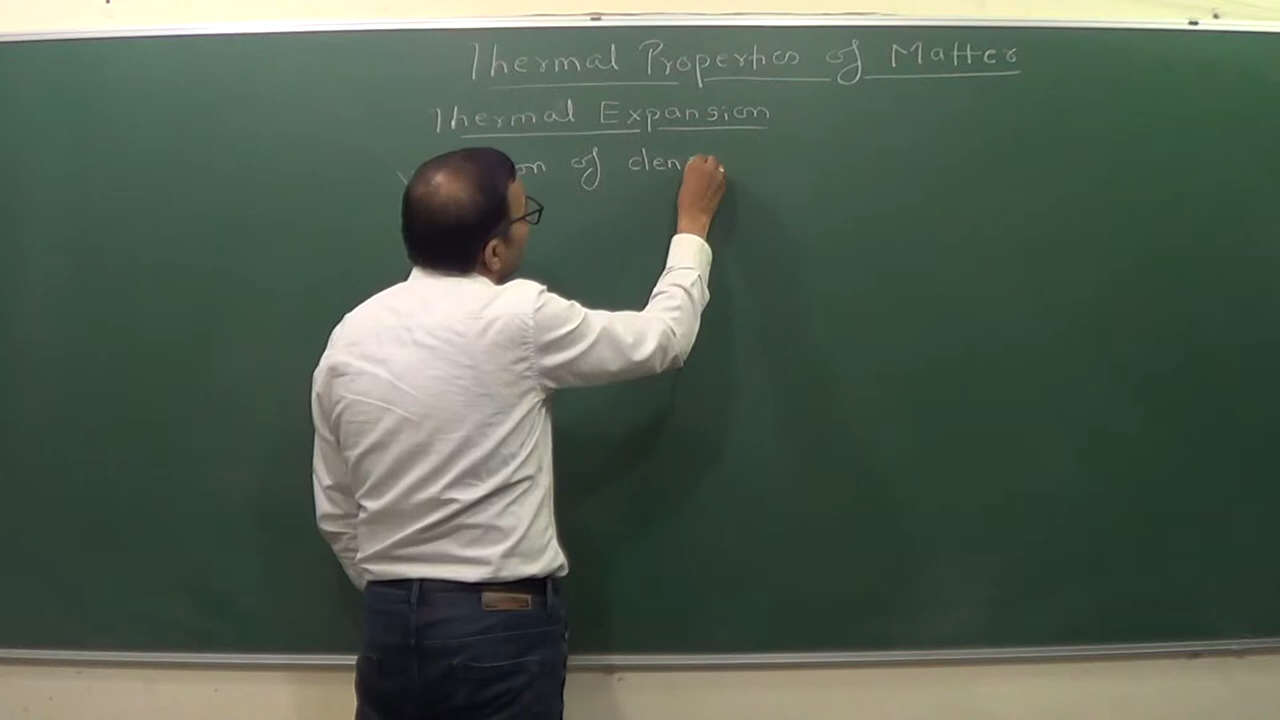 Thermal Properties of Matter
Thermal Expansion
of